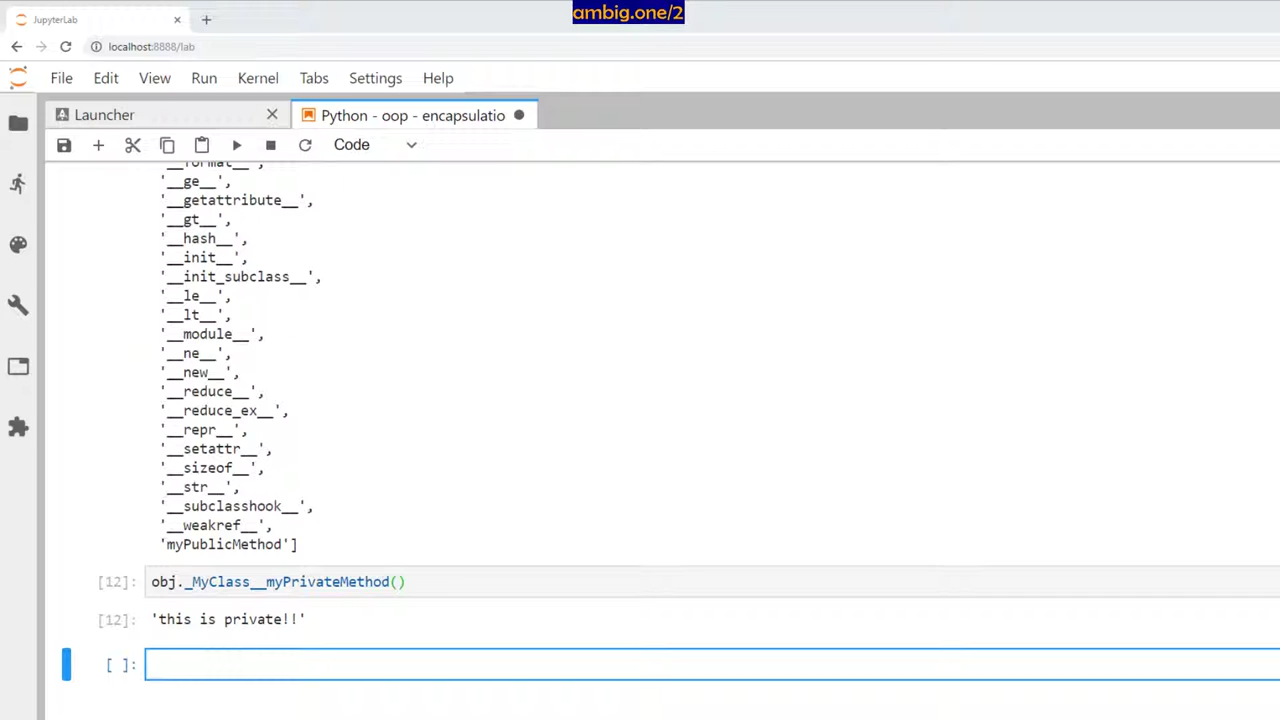 ambig.one/2
JupyterLab
localhost:8888/lab
File Edit View Run Kernel Tabs Settings Help
Launcher
Python - oop - encapsulatio
Code
'__format__',
'__ge__',
'__getattribute__',
'__gt__',
'__hash__',
'__init__',
'__init_subclass__',
'__le__',
'__lt__',
'__module__',
'__ne__',
'__new__',
'__reduce__',
'__reduce_ex__',
'__repr__',
'__setattr__',
'__sizeof__',
'__str__',
'__subclasshook__',
'__weakref__',
'myPublicMethod']
[12]: obj._MyClass__myPrivateMethod()
[12]: 'this is private!!'
[ ]: